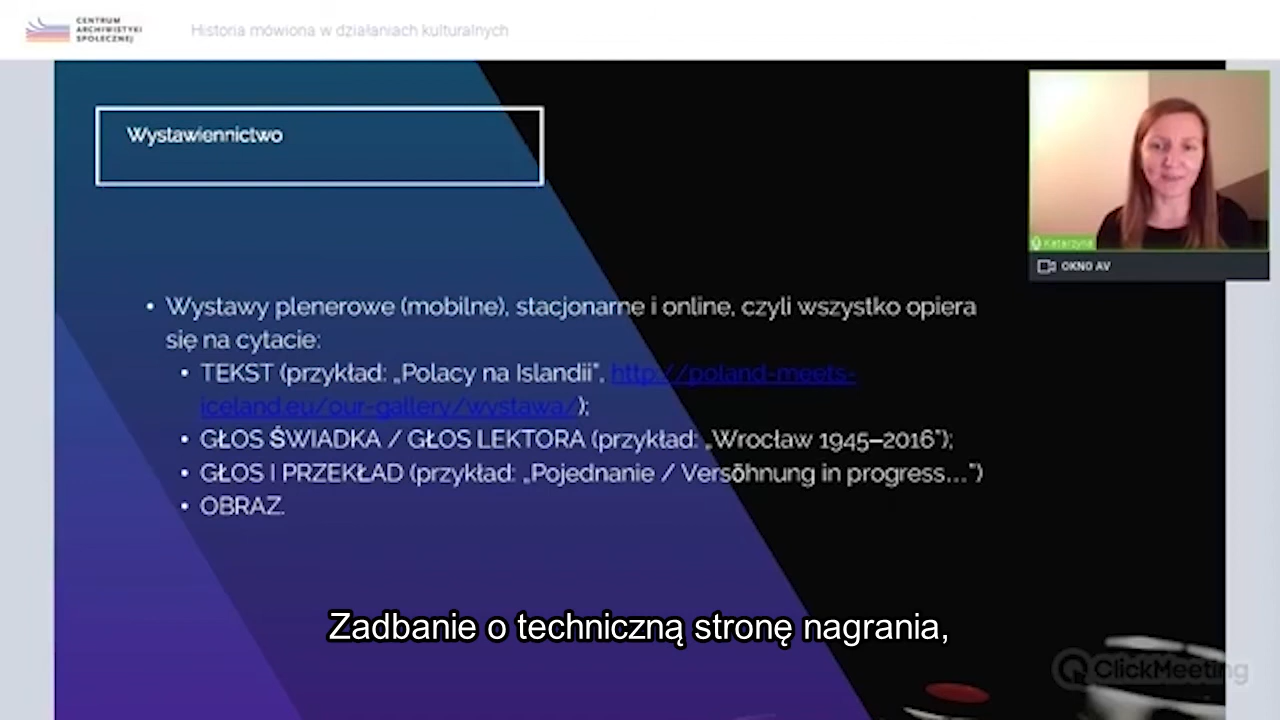 CENTRUM
ARCHIWISTYKI
SPOŁECZNEJ
Historia mówiona w działaniach kulturalnych
Wystawiennictwo
Katarzyna
OKNO AV
• Wystawy plenerowe (mobilne), stacjonarne i online, czyli wszystko opiera
się na cytacie:
• TEKST (przykład: „Polacy na Islandii”, http://poland-meets-
iceland.eu/our-gallery/wystawa/);
• GŁOS ŚWIADKA / GŁOS LEKTORA (przykład: „Wrocław 1945–2016”);
• GŁOS I PRZEKŁAD (przykład: „Pojednanie / Versöhnung in progress…”)
• OBRAZ.
Zadbanie o techniczną stronę nagrania,
ClickMeeting